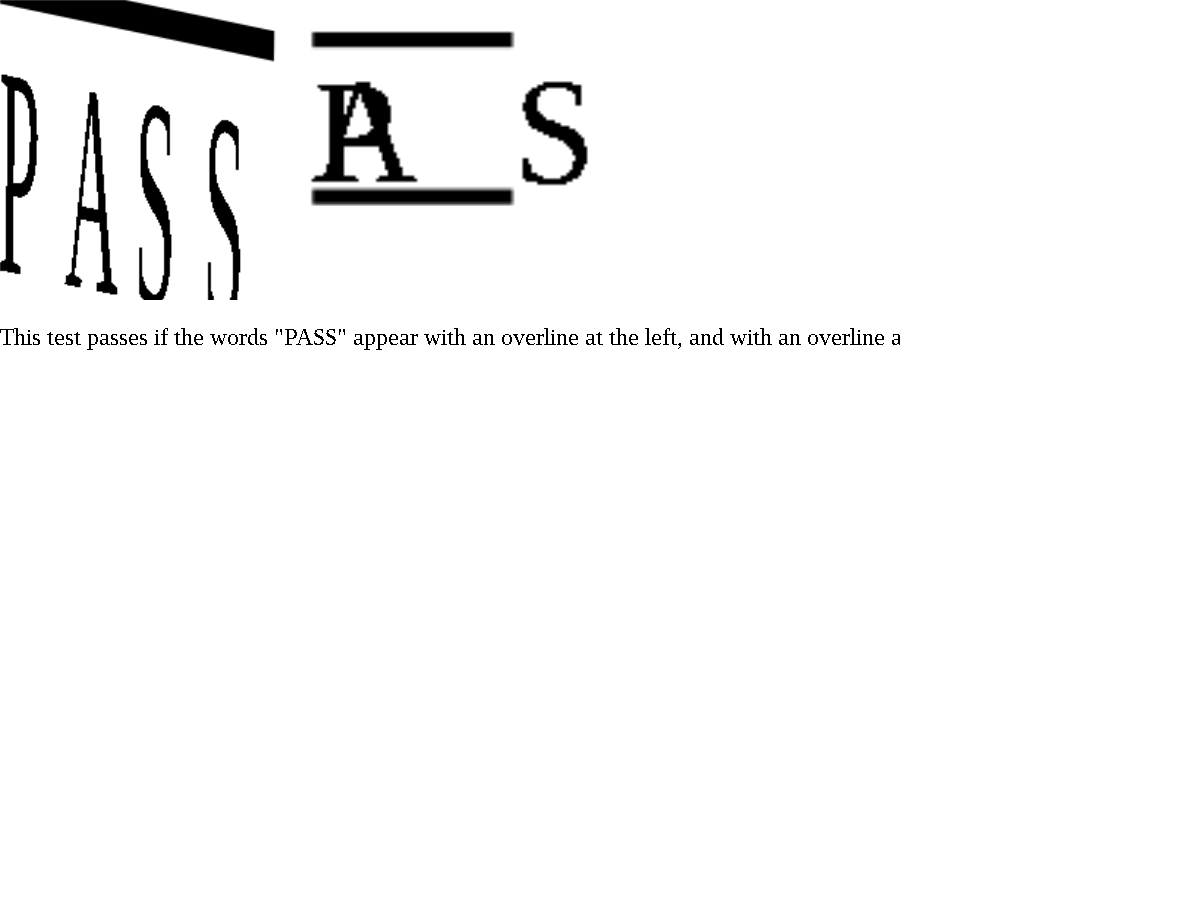 PASS
PA S
This test passes if the words "PASS" appear with an overline at the left, and with an overline a